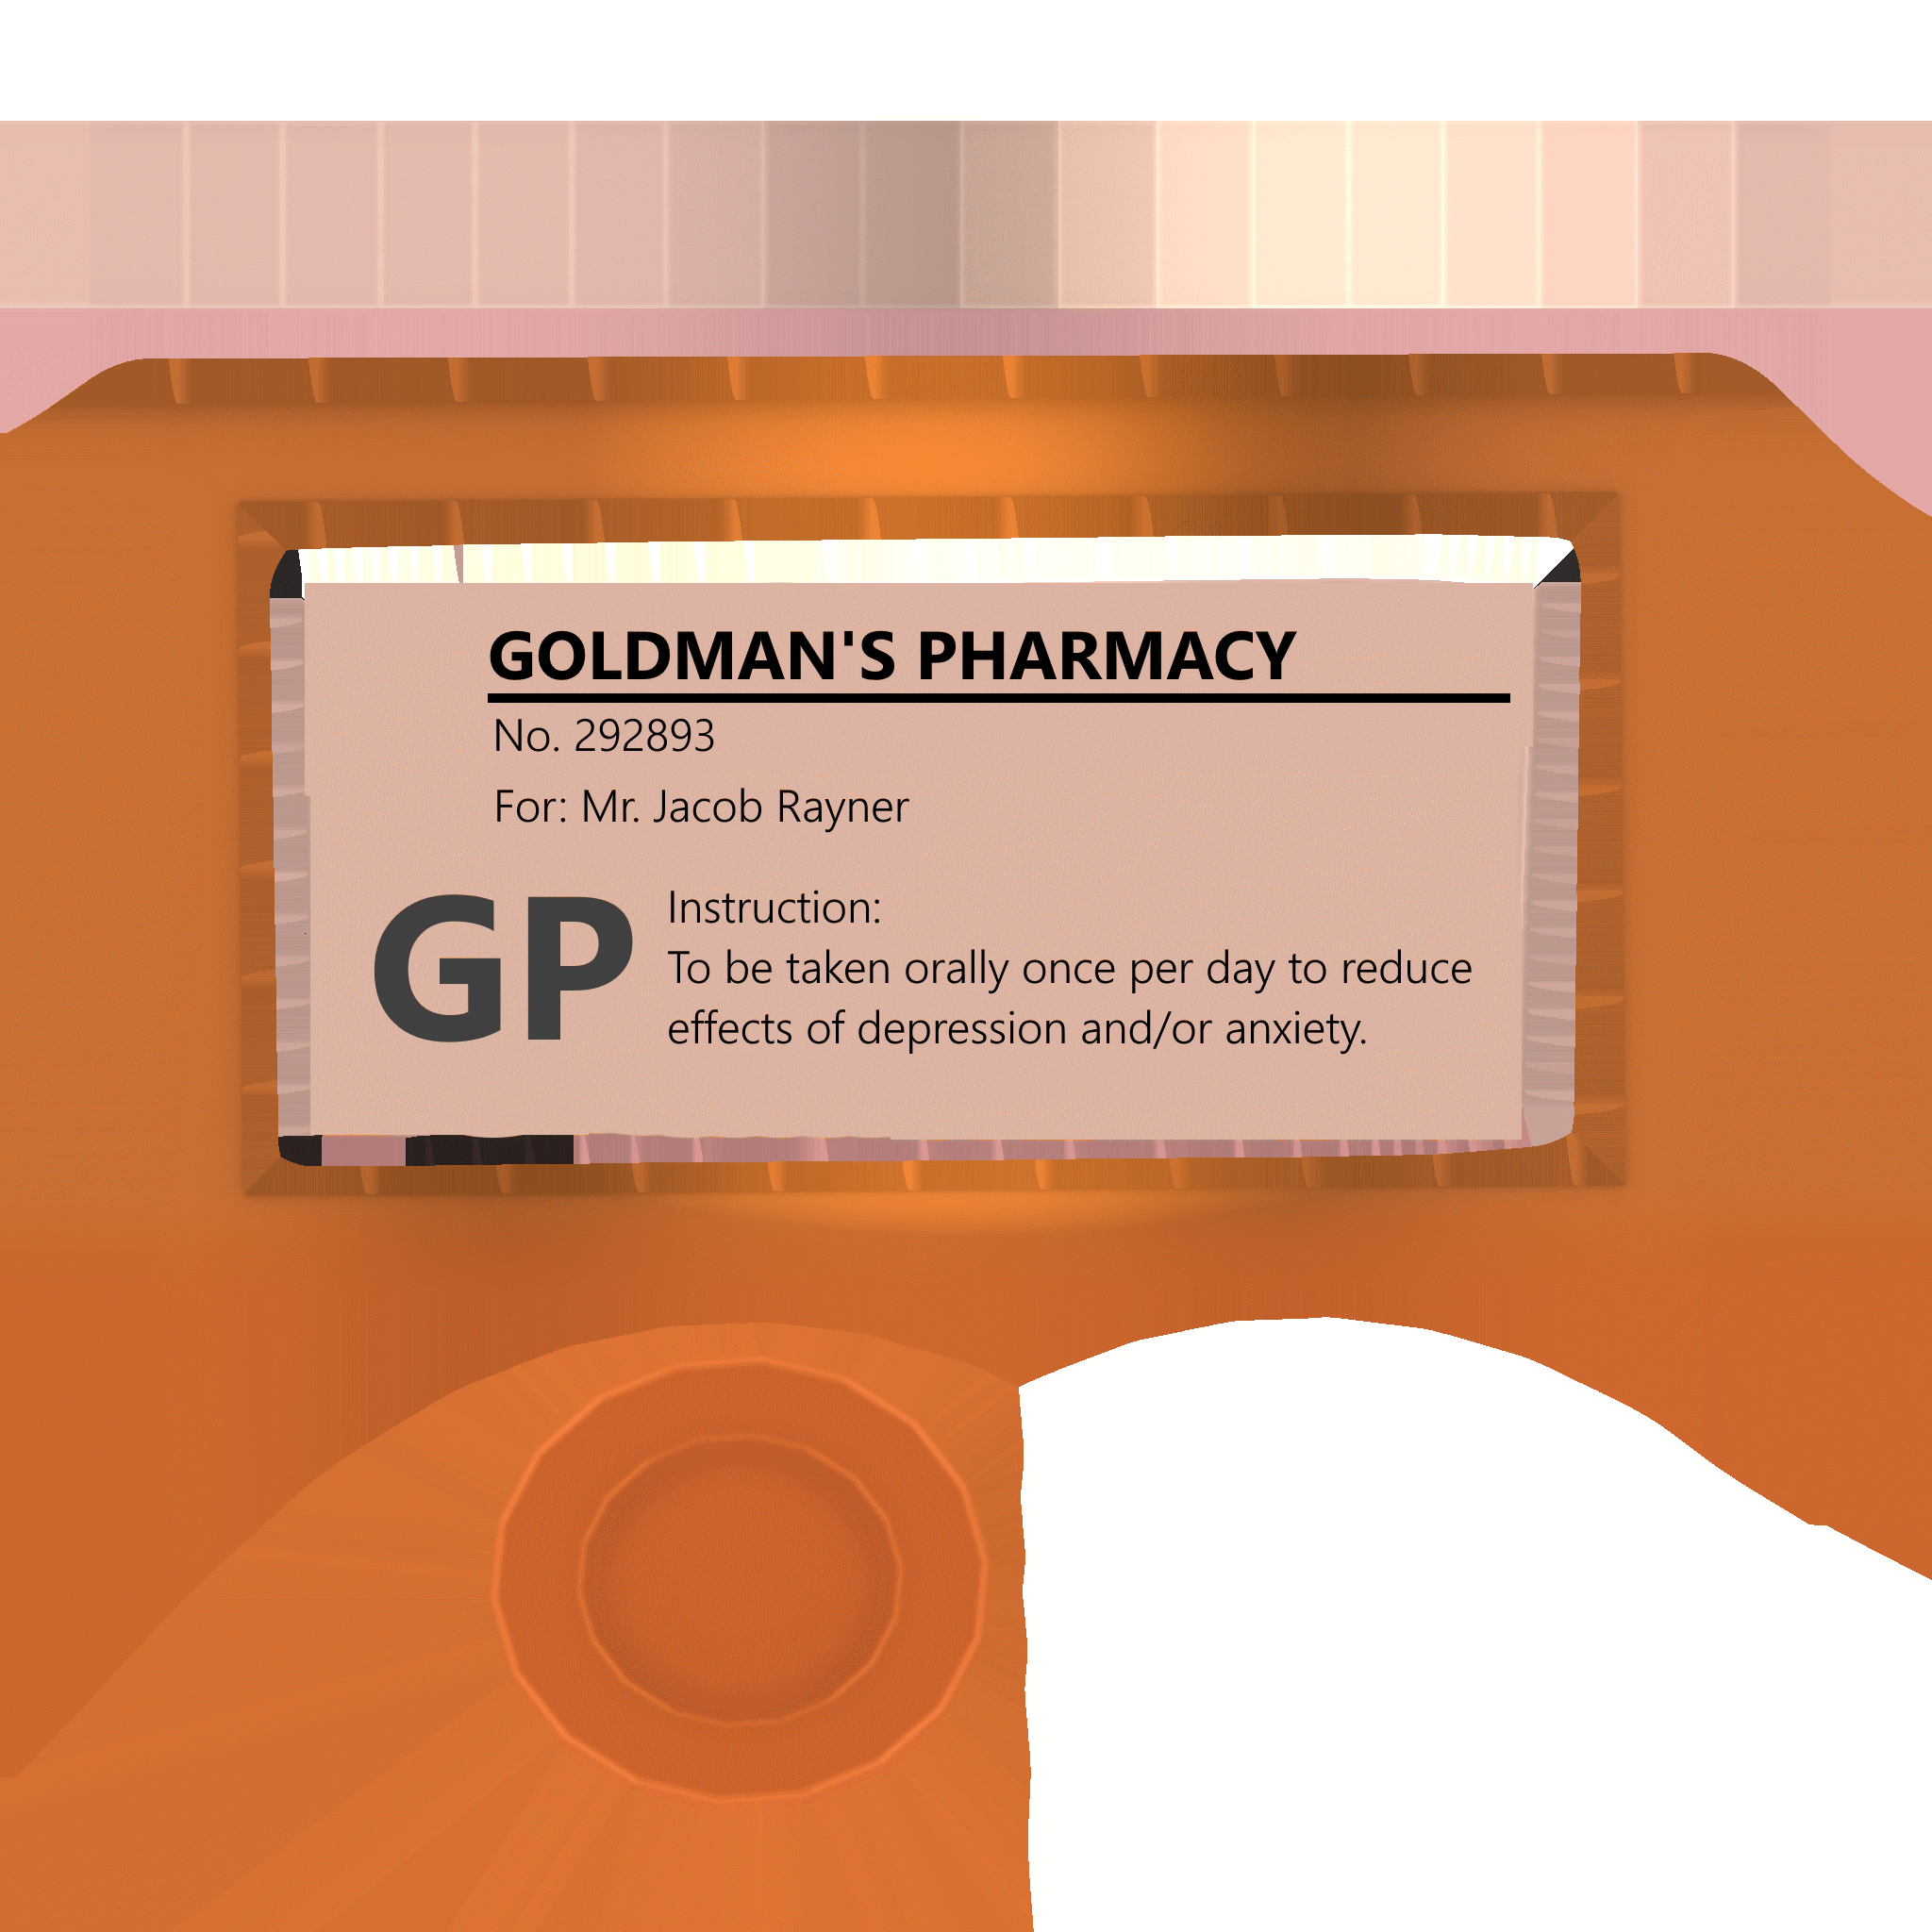 GOLDMAN'S PHARMACY
No. 292893
For: Mr. Jacob Rayner
GP
Instruction:
To be taken orally once per day to reduce
effects of depression and/or anxiety.